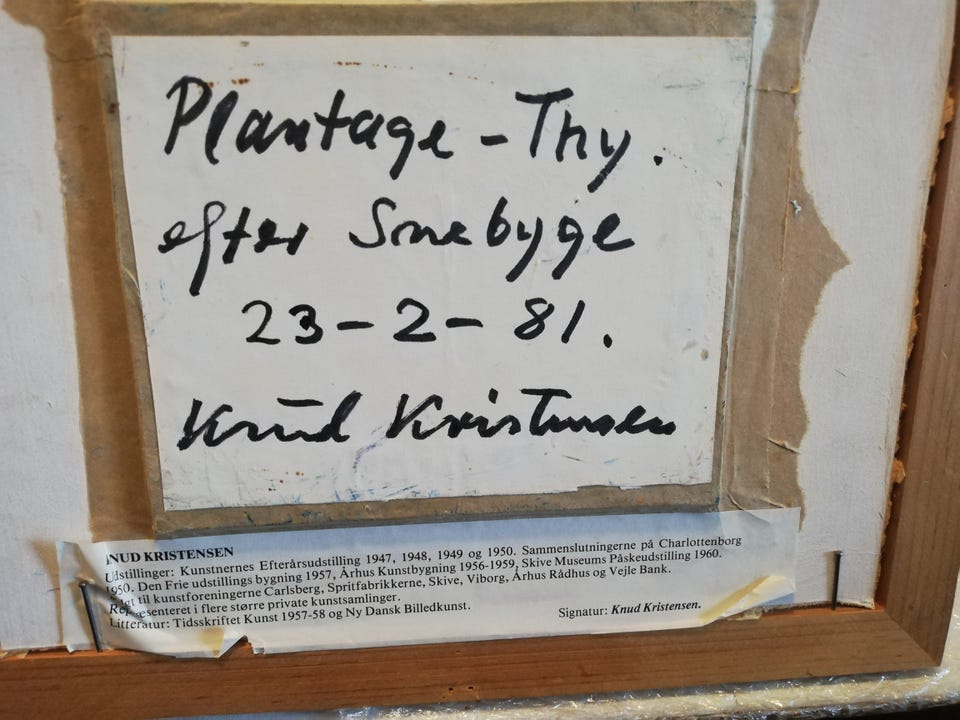 Plantage - Thy.
efter Snebyge
23-2-81.
Knud Kristensen
NUD KRISTENSEN
Udstillinger: Kunstnernes Efterårsudstilling 1947, 1948, 1949 og 1950. Sammenslutningerne på Charlottenborg
1950. Den Frie udstillings bygning 1957, Århus Kunstbygning 1956-1959, Skive Museums Påskeudstilling 1960.
til kunstforeningerne Carlsberg, Spritfabrikkerne, Skive, Viborg, Århus Rådhus og Vejle Bank.
Repræsenteret i flere større private kunstsamlinger.
Litteratur: Tidsskriftet Kunst 1957-58 og Ny Dansk Billedkunst.
Signatur: Knud Kristensen.